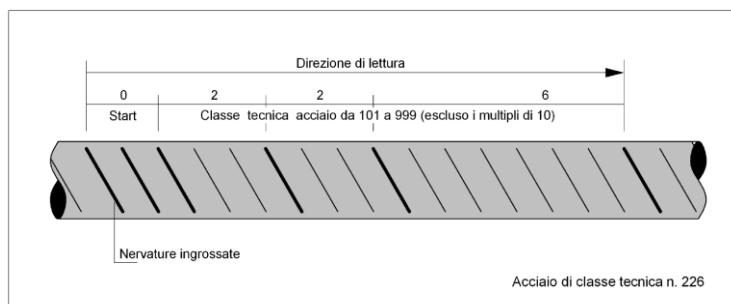 Direzione di lettura
0 2 2 6
Start Classe tecnica acciaio da 101 a 999 (escluso i multipli di 10)
Nervature ingrossate
Acciaio di classe tecnica n. 226